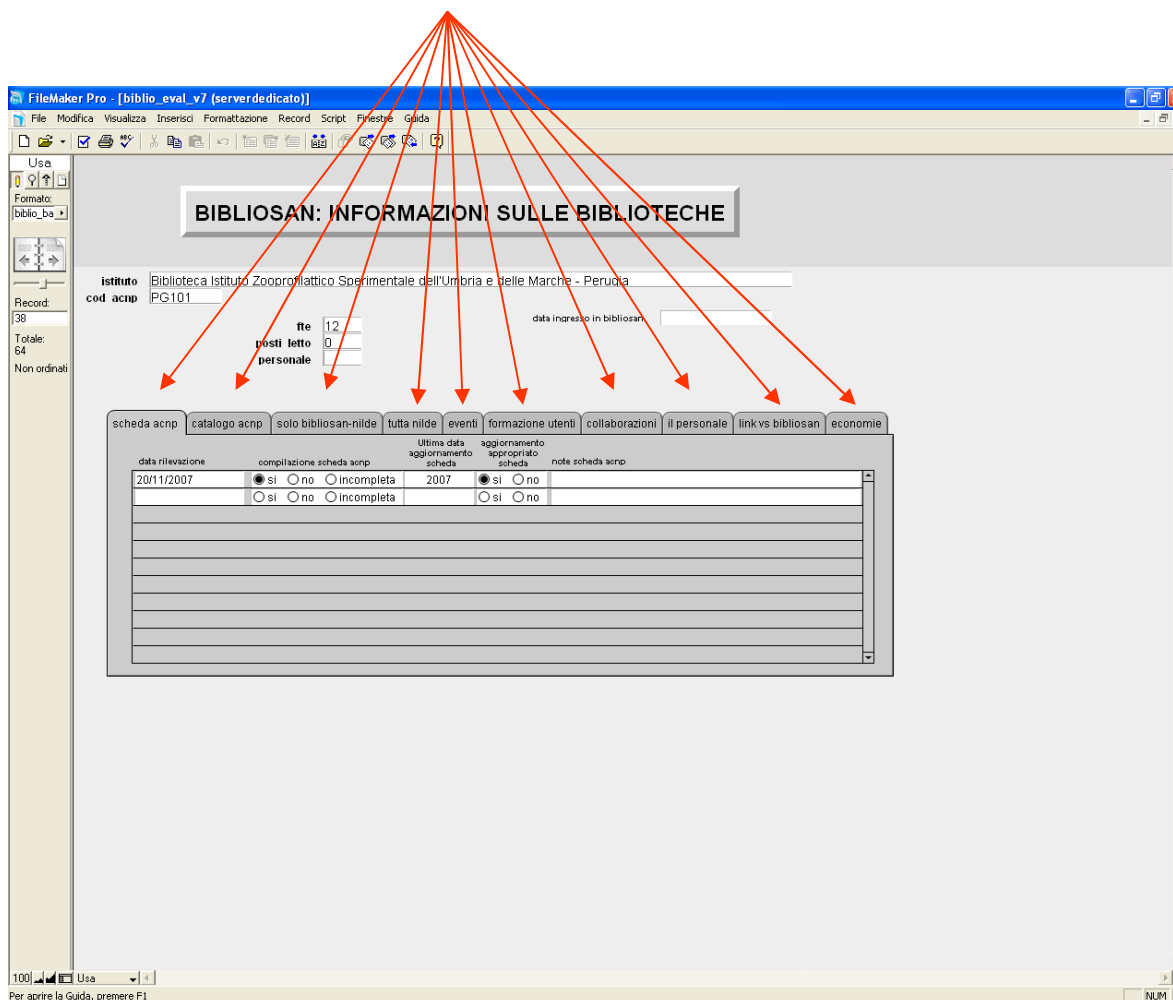 FileMaker Pro - [biblio_eval_v7 (serverdedicato)]
File Modifica Visualizza Inserisci Formattazione Record Script Finestre Guida
Usa
Formato:
biblio_ba
Record:
38
Totale:
64
Non ordinati
BIBLIOSAN: INFORMAZIONI SULLE BIBLIOTECHE
istituto Biblioteca Istituto Zooprofilattico Sperimentale dell'Umbria e delle Marche - Perugia
cod acnp PG101
data ingresso in bibliosan
fte 12
posti letto 0
personale
scheda acnp catalogo acnp solo bibliosan-nilde tutta nilde eventi formazione utenti collaborazioni il personale link vs bibliosan economie
data rilevazione compilazione scheda acnp Ultima data aggiornamento scheda aggiornamento appropriato scheda note scheda acnp
20/11/2007 si no incompleta 2007 si no
si no incompleta si no
100 Usa
Per aprire la Guida, premere F1 NUM